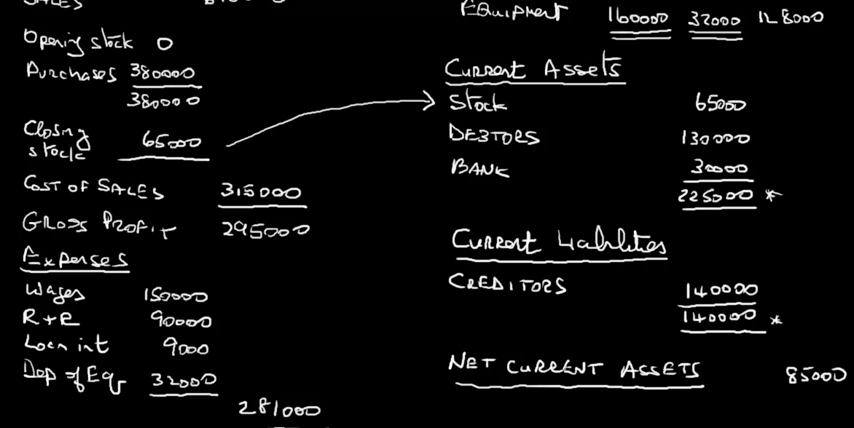 SALES
Opening stock 0
Purchases 380000
380000
Closing stock 65000
COST OF SALES 315000
GROSS PROFIT 295000
Expenses
Wages 150000
R+R 90000
Loan int 9000
Dep of Eq 32000
281000
EQUIPMENT 160000 32000 128000
Current Assets
Stock 65000
DEBTORS 130000
BANK 30000
225000 *
Current Liabilities
CREDITORS 140000
140000 *
NET CURRENT ASSETS 85000